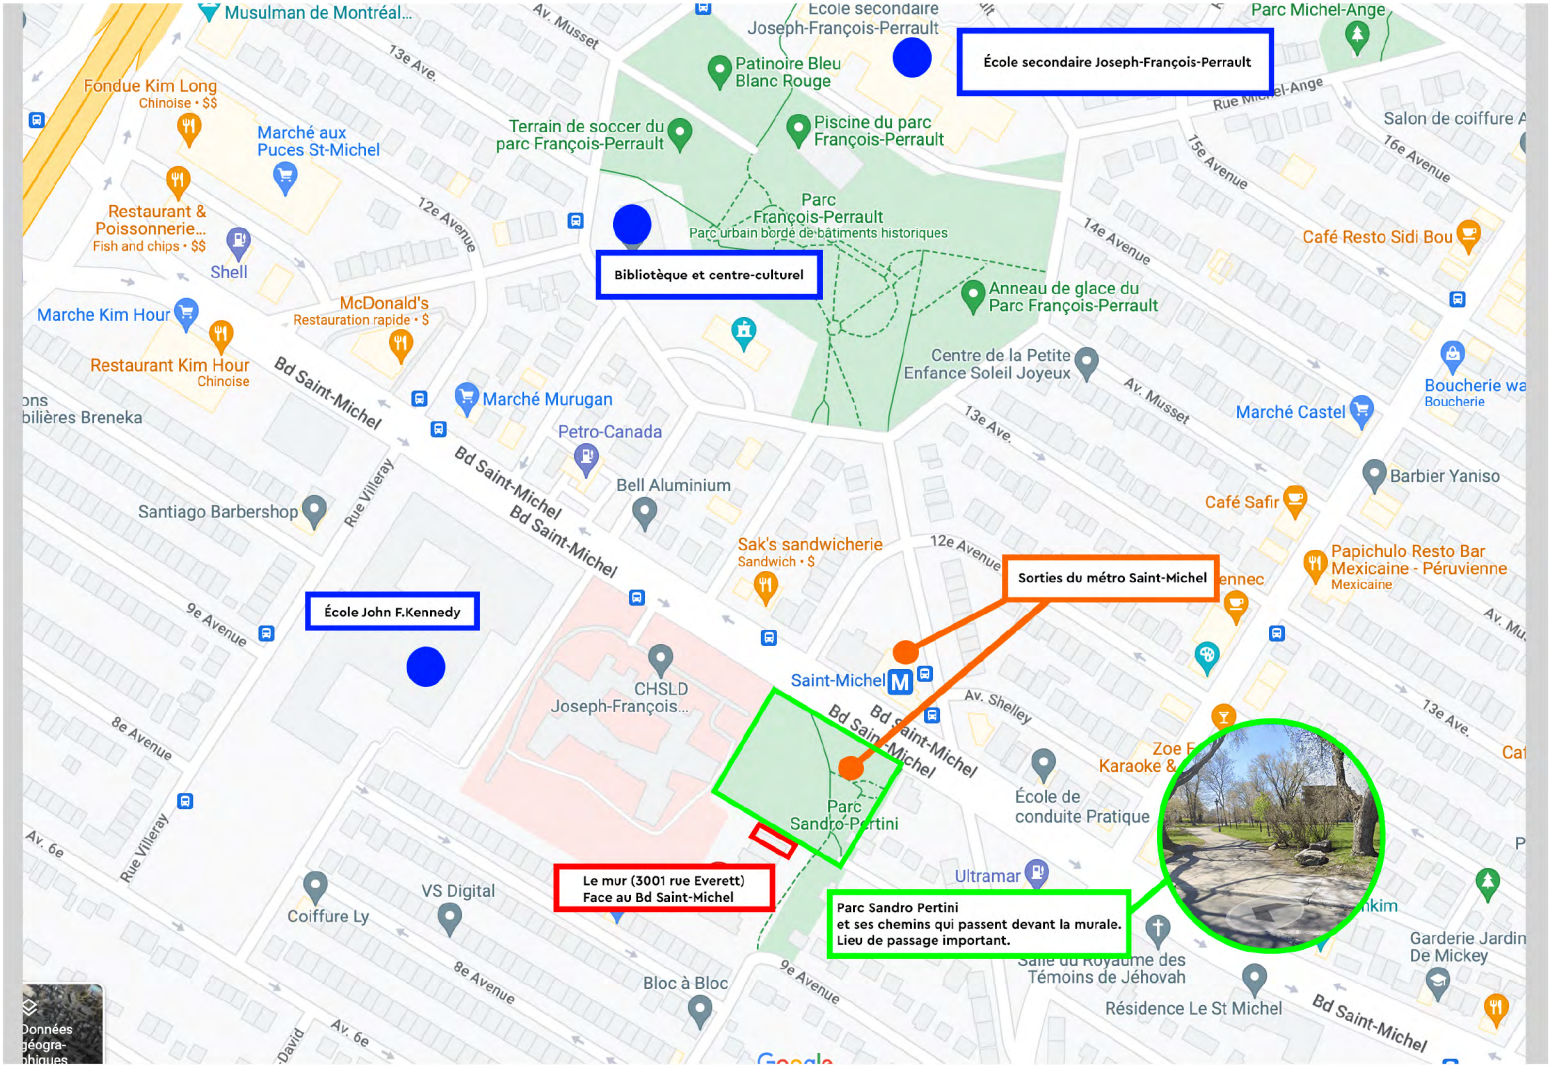 Musulman de Montréal...
Av. Musset
École secondaire
Joseph-François-Perrault
Parc Michel-Ange
13e Ave.
École secondaire Joseph-François-Perrault
Patinoire Bleu
Blanc Rouge
Fondue Kim Long
Chinoise • $$
Rue Michel-Ange
Salon de coiffure A
Marché aux
Puces St-Michel
Terrain de soccer du
parc François-Perrault
Piscine du parc
François-Perrault
15e Avenue
16e Avenue
12e Avenue
Restaurant &
Poissonnerie...
Fish and chips • $$
Parc
François-Perrault
Parc urbain bordé de bâtiments historiques
14e Avenue
Café Resto Sidi Bou
Shell
Bibliotèque et centre-culturel
Marche Kim Hour
McDonald's
Restauration rapide • $
Anneau de glace du
Parc François-Perrault
Restaurant Kim Hour
Chinoise
Bd Saint-Michel
Centre de la Petite
Enfance Soleil Joyeux
Av. Musset
Boucherie wa
Boucherie
ons
bilières Breneka
Marché Murugan
13e Ave.
Marché Castel
Petro-Canada
Bd Saint-Michel
Rue Villeray
Bell Aluminium
Barbier Yaniso
Santiago Barbershop
Café Safir
Bd Saint-Michel
Sak's sandwicherie
Sandwich • $
12e Avenue
Papichulo Resto Bar
Mexicaine - Péruvienne
Mexicaine
Sorties du métro Saint-Michel
ennec
École John F.Kennedy
9e Avenue
Av. Mu
Saint-Michel
M
CHSLD
Joseph-François...
Av. Shelley
Bd Saint-Michel
Bd Saint-Michel
13e Ave.
8e Avenue
Zoe
Karaoke &
Caf
École de
conduite Pratique
Parc
Sandro-Pertini
Rue Villeray
Av. 6e
P
Le mur (3001 rue Everett)
Face au Bd Saint-Michel
Ultramar
VS Digital
Coiffure Ly
Parc Sandro Pertini
et ses chemins qui passent devant la murale.
Lieu de passage important.
nkim
Garderie Jardin
De Mickey
Salle du Royaume des
Témoins de Jéhovah
8e Avenue
Bloc à Bloc
9e Avenue
Résidence Le St Michel
Bd Saint-Michel
Données
géogra-
phiques
Av. 6e
David
Google